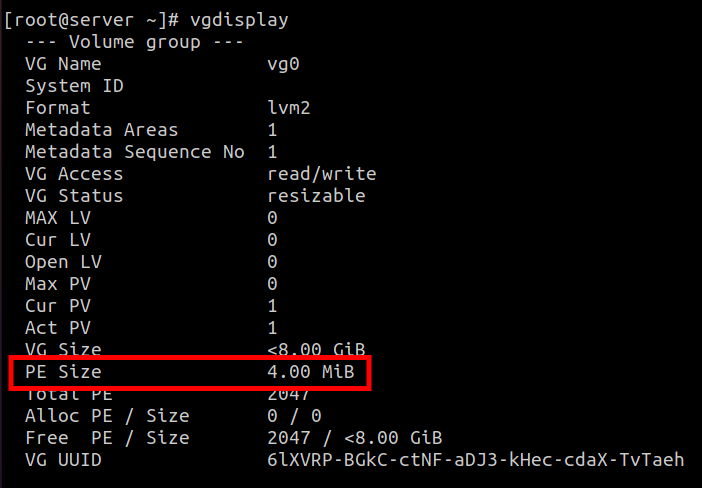 [root@server ~]# vgdisplay
--- Volume group ---
VG Name vg0
System ID
Format lvm2
Metadata Areas 1
Metadata Sequence No 1
VG Access read/write
VG Status resizable
MAX LV 0
Cur LV 0
Open LV 0
Max PV 0
Cur PV 1
Act PV 1
VG Size <8.00 GiB
PE Size 4.00 MiB
Total PE 2047
Alloc PE / Size 0 / 0
Free PE / Size 2047 / <8.00 GiB
VG UUID 6lXVRP-BGkC-ctNF-aDJ3-kHec-cdaX-TvTaeh